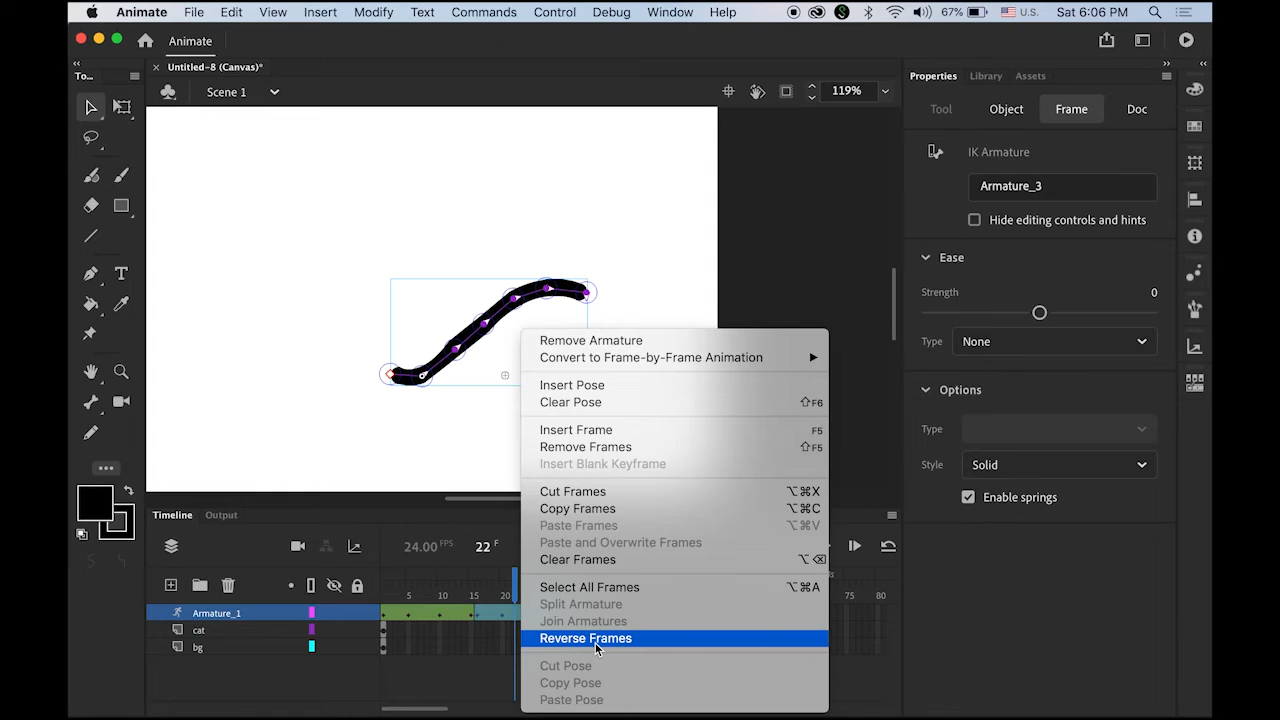 Animate File Edit View Insert Modify Text Commands Control Debug Window Help 67% U.S. Sat 6:06 PM
Animate
To...
Untitled-8 (Canvas)*
Scene 1
119%
Properties Library Assets
Tool Object Frame Doc
IK Armature
Armature_3
Hide editing controls and hints
Ease
Strength 0
Type None
Options
Type
Style Solid
Enable springs
Remove Armature
Convert to Frame-by-Frame Animation
Insert Pose
Clear Pose ⇧F6
Insert Frame F5
Remove Frames ⇧F5
Insert Blank Keyframe
Cut Frames ⌥⌘X
Copy Frames ⌥⌘C
Paste Frames ⌥⌘V
Paste and Overwrite Frames
Clear Frames ⌥⌫
Select All Frames ⌥⌘A
Split Armature
Join Armatures
Reverse Frames
Cut Pose
Copy Pose
Paste Pose
Timeline Output
24.00 FPS 22 F
5 10 15 20 75 80
Armature_1
cat
bg